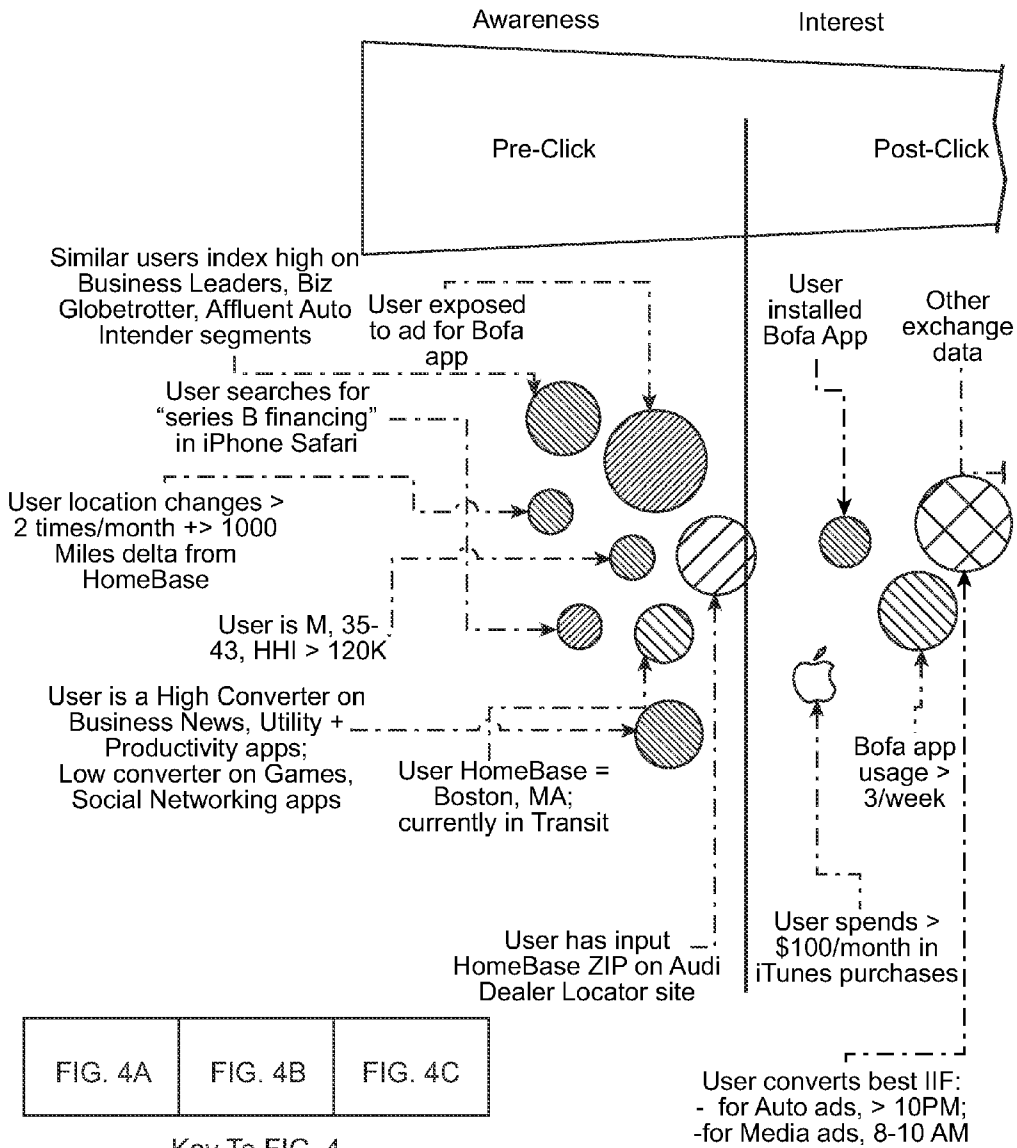 Awareness
Interest
Pre-Click
Post-Click
Similar users index high on
Business Leaders, Biz
Globetrotter, Affluent Auto
Intender segments
User exposed
to ad for Bofa
app
User
installed
Bofa App
Other
exchange
data
User searches for
“series B financing”
in iPhone Safari
User location changes >
2 times/month +> 1000
Miles delta from
HomeBase
User is M, 35-
43, HHI > 120K
User is a High Converter on
Business News, Utility +
Productivity apps;
Low converter on Games,
Social Networking apps
User HomeBase =
Boston, MA;
currently in Transit
Bofa app
usage >
3/week
User has input
HomeBase ZIP on Audi
Dealer Locator site
User spends >
$100/month in
iTunes purchases
FIG. 4A
FIG. 4B
FIG. 4C
Key To FIG. 4
User converts best IIF:
- for Auto ads, > 10PM;
-for Media ads, 8-10 AM